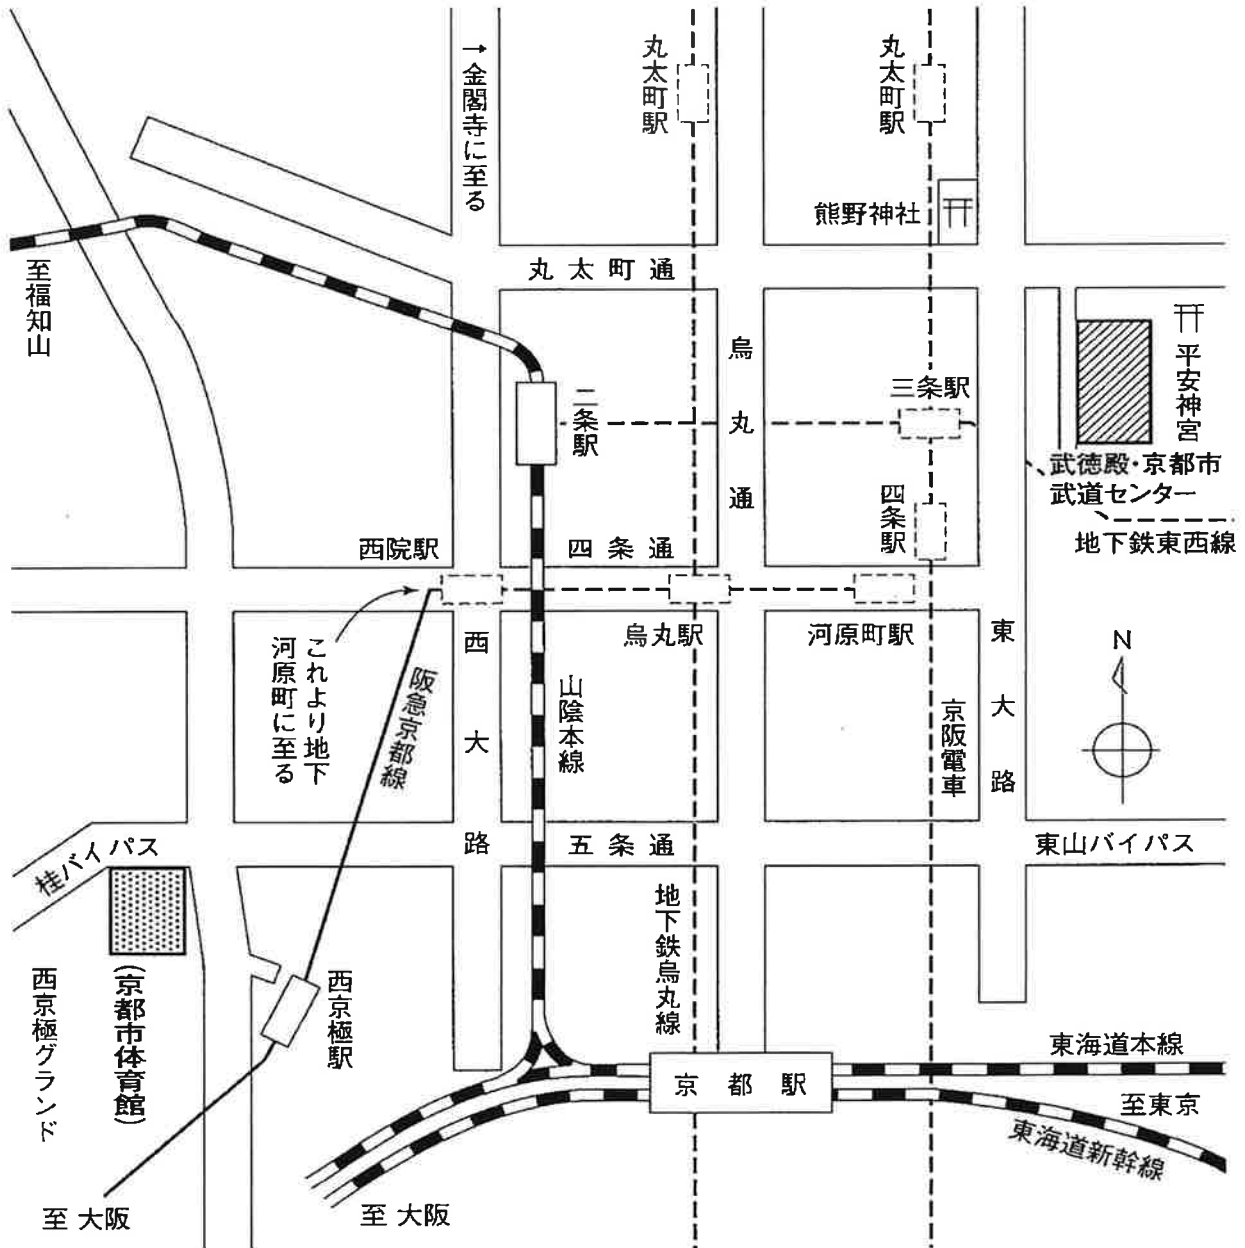 →金閣寺に至る
丸太町駅
丸太町駅
熊野神社
至福知山
丸太町通
烏丸通
平安神宮
三条駅
二条駅
武徳殿・京都市
武道センター
地下鉄東西線
四条駅
西院駅
四条通
烏丸駅
河原町駅
これより地下
河原町に至る
阪急京都線
西大路
山陰本線
京阪電車
東大路
N
桂バイパス
五条通
東山バイパス
地下鉄烏丸線
西京極グランド
(京都市体育館)
西京極駅
京都駅
東海道本線
至東京
東海道新幹線
至 大阪
至 大阪